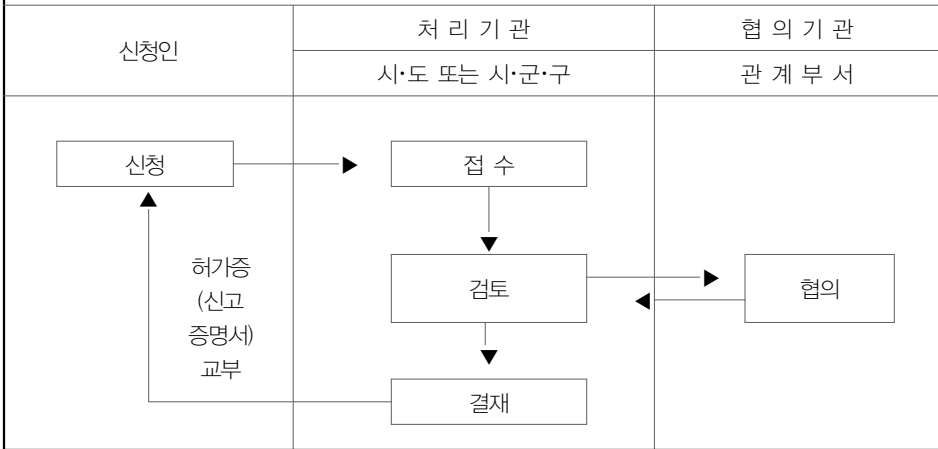 신청인
처 리 기 관
협 의 기 관
시·도 또는 시·군·구
관 계 부 서
신청
접 수
허가증
(신고
증명서)
교부
검토
협의
결재